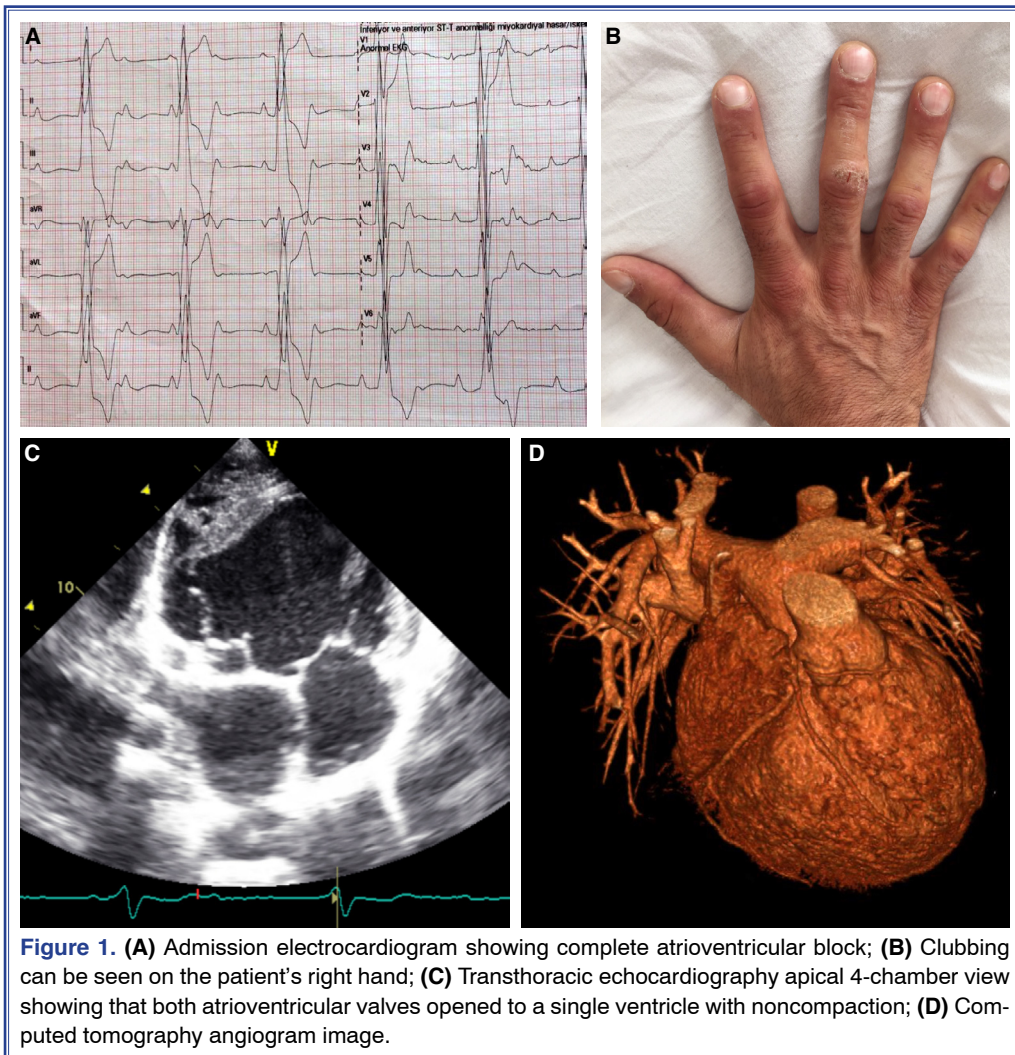 A
İnferiyor ve anteriyor ST-T anormalliği miyokardiyal hasar/iske
Anormel EKG
I
II
III
aVR
aVL
aVF
II
V1
V2
V3
V4
V5
V6
B
C
V
10
D
Figure 1. (A) Admission electrocardiogram showing complete atrioventricular block; (B) Clubbing
can be seen on the patient's right hand; (C) Transthoracic echocardiography apical 4-chamber view
showing that both atrioventricular valves opened to a single ventricle with noncompaction; (D) Com-
puted tomography angiogram image.